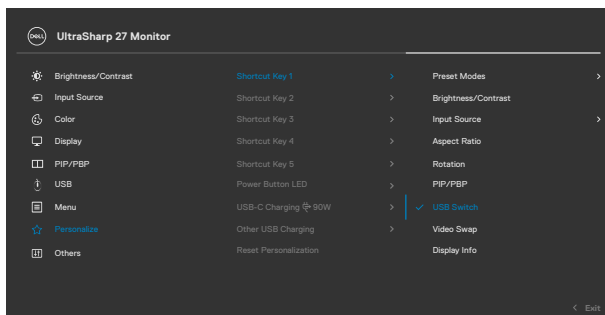 DELL UltraSharp 27 Monitor
Brightness/Contrast
Input Source
Color
Display
PIP/PBP
USB
Menu
Personalize
Others
Shortcut Key 1
Shortcut Key 2
Shortcut Key 3
Shortcut Key 4
Shortcut Key 5
Power Button LED
USB-C Charging 90W
Other USB Charging
Reset Personalization
Preset Modes
Brightness/Contrast
Input Source
Aspect Ratio
Rotation
PIP/PBP
USB Switch
Video Swap
Display Info
Exit